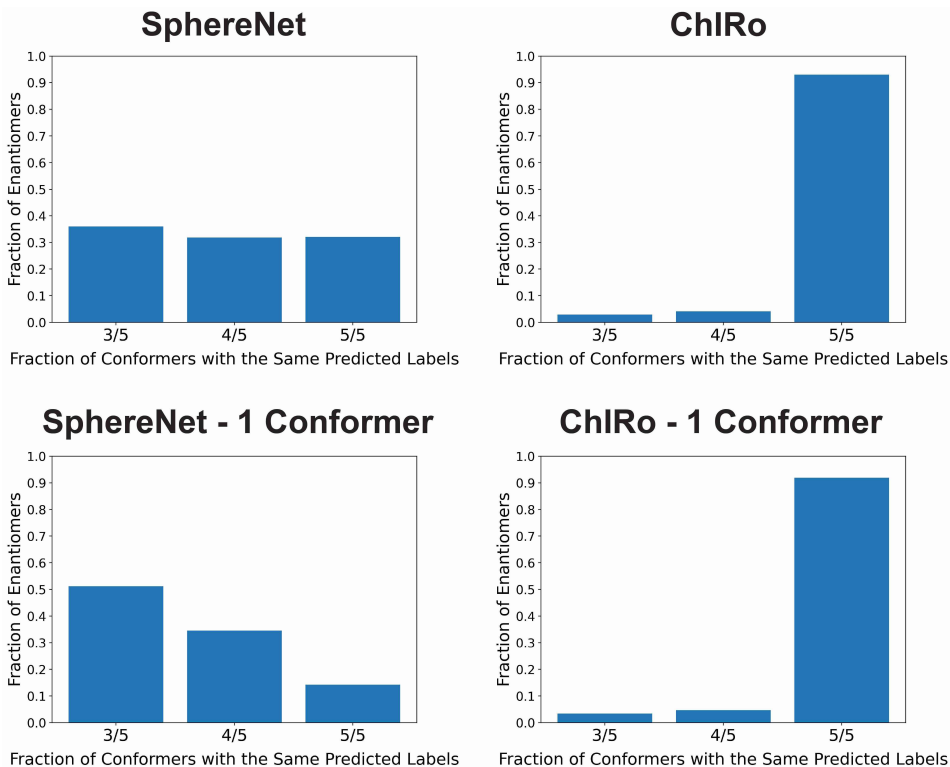 SphereNet
Fraction of Enantiomers
1.0
0.9
0.8
0.7
0.6
0.5
0.4
0.3
0.2
0.1
0.0
3/5 4/5 5/5
Fraction of Conformers with the Same Predicted Labels
ChIRo
Fraction of Enantiomers
1.0
0.9
0.8
0.7
0.6
0.5
0.4
0.3
0.2
0.1
0.0
3/5 4/5 5/5
Fraction of Conformers with the Same Predicted Labels
SphereNet - 1 Conformer
Fraction of Enantiomers
1.0
0.9
0.8
0.7
0.6
0.5
0.4
0.3
0.2
0.1
0.0
3/5 4/5 5/5
Fraction of Conformers with the Same Predicted Labels
ChIRo - 1 Conformer
Fraction of Enantiomers
1.0
0.9
0.8
0.7
0.6
0.5
0.4
0.3
0.2
0.1
0.0
3/5 4/5 5/5
Fraction of Conformers with the Same Predicted Labels